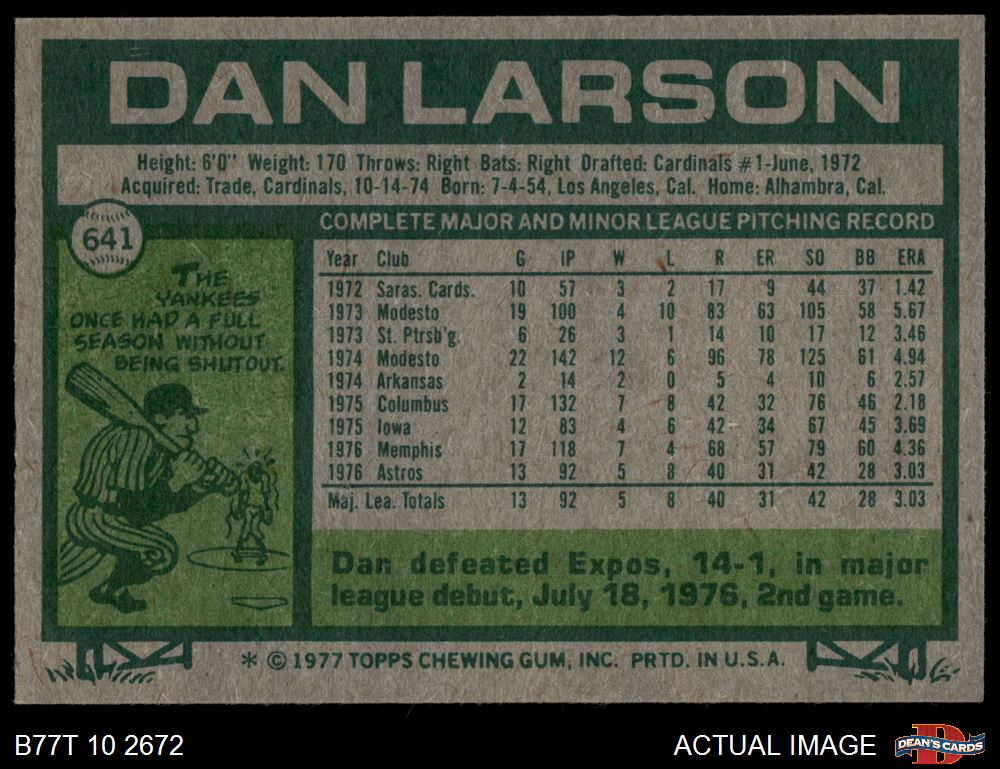 DAN LARSON
Height: 6'0" Weight: 170 Throws: Right Bats: Right Drafted: Cardinals #1-June, 1972
Acquired: Trade, Cardinals, 10-14-74 Born: 7-4-54, Los Angeles, Cal. Home: Alhambra, Cal.
641
THE
YANKEES
ONCE HAD A FULL
SEASON WITHOUT
BEING SHUTOUT.
COMPLETE MAJOR AND MINOR LEAGUE PITCHING RECORD
Year Club G IP W L R ER SO BB ERA
1972 Saras. Cards. 10 57 3 2 17 9 44 37 1.42
1973 Modesto 19 100 4 10 83 63 105 58 5.67
1973 St. Ptrsb'g. 6 26 3 1 14 10 17 12 3.46
1974 Modesto 22 142 12 6 96 78 125 61 4.94
1974 Arkansas 2 14 2 0 5 4 10 6 2.57
1975 Columbus 17 132 7 8 42 32 76 46 2.18
1975 Iowa 12 83 4 6 42 34 67 45 3.69
1976 Memphis 17 118 7 4 68 57 79 60 4.36
1976 Astros 13 92 5 8 40 31 42 28 3.03
Maj. Lea. Totals 13 92 5 8 40 31 42 28 3.03
Dan defeated Expos, 14-1, in major
league debut, July 18, 1976, 2nd game.
* © 1977 TOPPS CHEWING GUM, INC. PRTD. IN U.S.A.
B77T 10 2672
ACTUAL IMAGE
D
DEAN'S CARDS